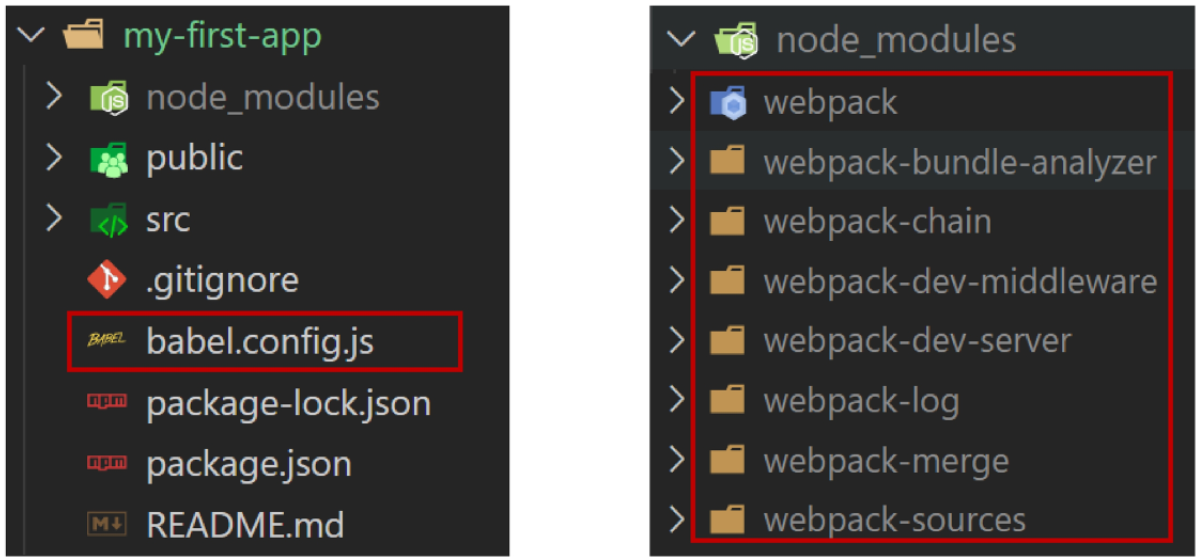 my-first-app
node_modules
public
src
.gitignore
BABEL babel.config.js
npm package-lock.json
npm package.json
M README.md
node_modules
webpack
webpack-bundle-analyzer
webpack-chain
webpack-dev-middleware
webpack-dev-server
webpack-log
webpack-merge
webpack-sources